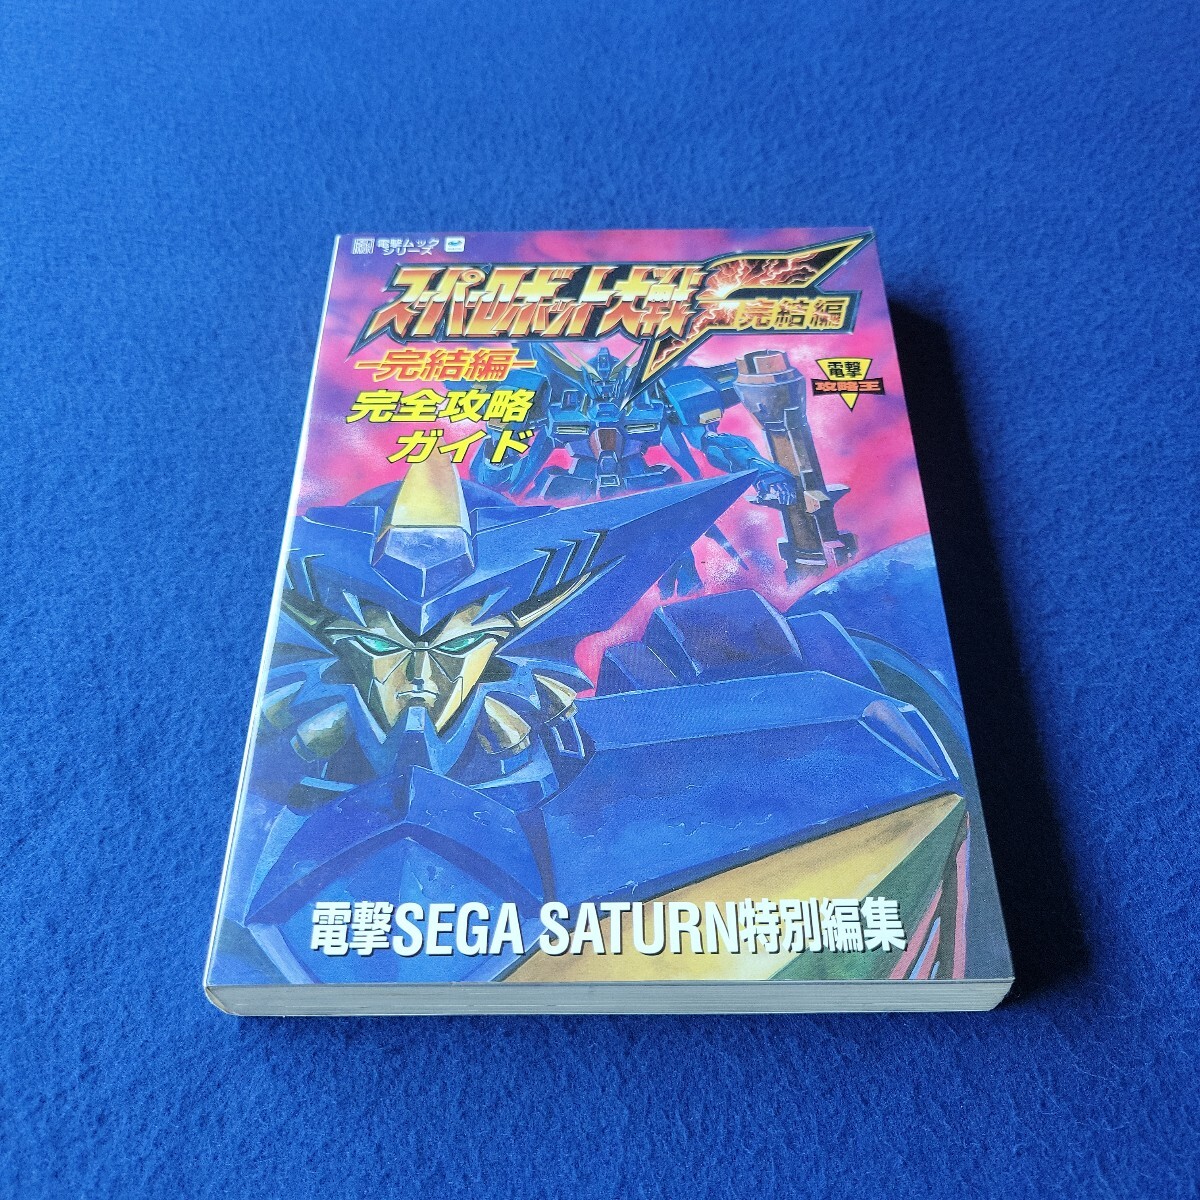 電撃ムック
シリーズ
スーパーロボット大戦F完結編
-完結編-
完全攻略
ガイド
電撃
攻略王
電撃SEGA SATURN特別編集